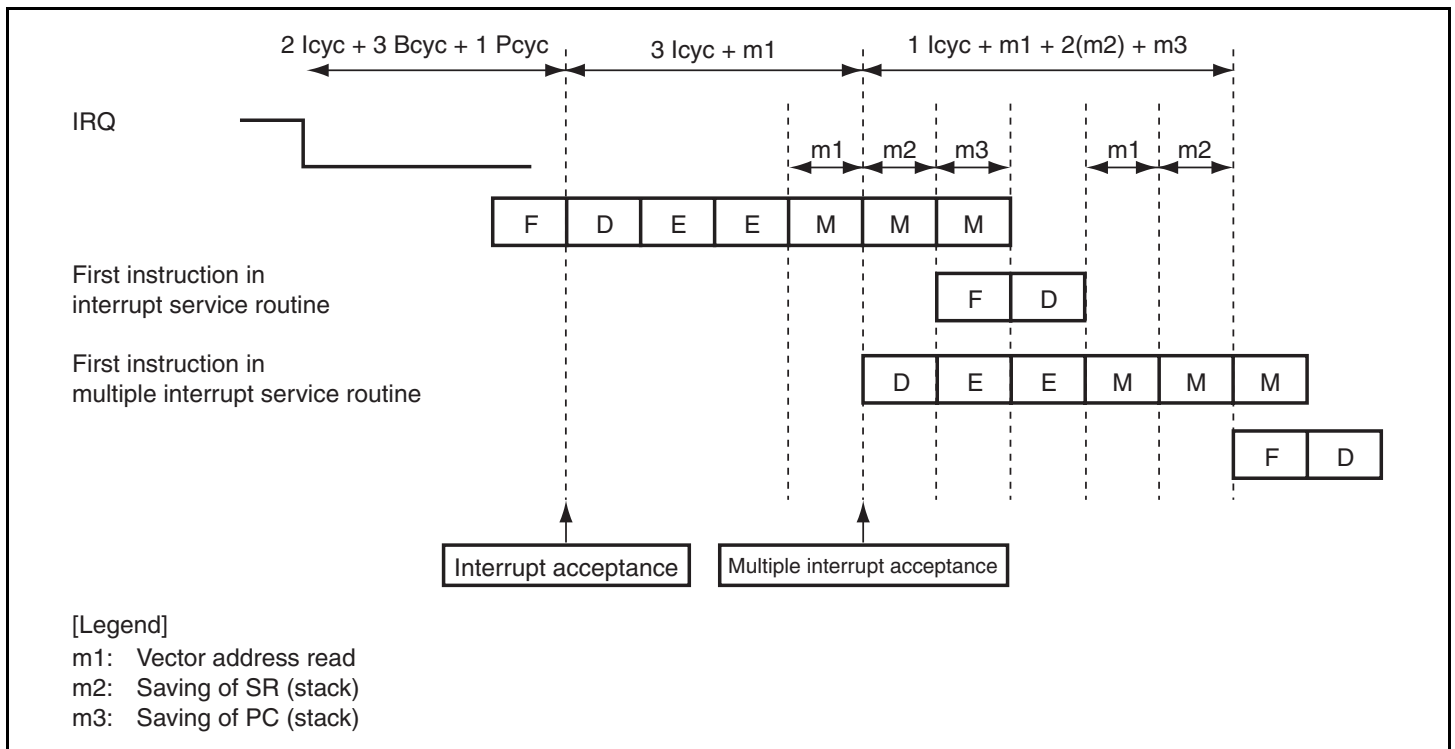 2 Icyc + 3 Bcyc + 1 Pcyc 3 Icyc + m1 1 Icyc + m1 + 2(m2) + m3
IRQ
m1 m2 m3 m1 m2
F D E E M M M
First instruction in
interrupt service routine
F D
First instruction in
multiple interrupt service routine
D E E M M M
F D
Interrupt acceptance Multiple interrupt acceptance
[Legend]
m1: Vector address read
m2: Saving of SR (stack)
m3: Saving of PC (stack)